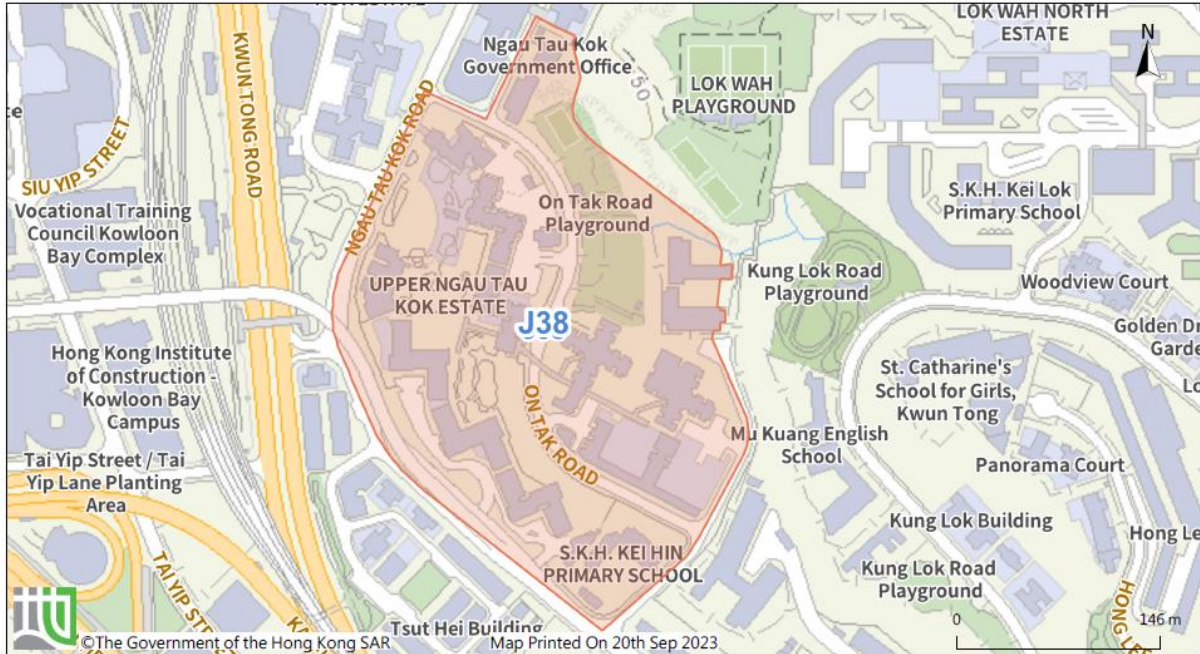 LOK WAH NORTH
ESTATE
N
Ngau Tau Kok
Government Office
50
LOK WAH
PLAYGROUND
KWUN TONG ROAD
NGAU TAU KOK ROAD
SIU YIP STREET
Vocational Training
Council Kowloon
Bay Complex
S.K.H. Kei Lok
Primary School
On Tak Road
Playground
UPPER NGAU TAU
KOK ESTATE
J38
Kung Lok Road
Playground
Woodview Court
Hong Kong Institute
of Construction -
Kowloon Bay
Campus
St. Catharine's
School for Girls,
Kwun Tong
ON TAK ROAD
Mu Kuang English
School
Panorama Court
Tai Yip Street / Tai
Yip Lane Planting
Area
Kung Lok Building
S.K.H. KEI HIN
PRIMARY SCHOOL
Kung Lok Road
Playground
TAI YIP
Tsut Hei Building
0
146 m
©The Government of the Hong Kong SAR
Map Printed On 20th Sep 2023